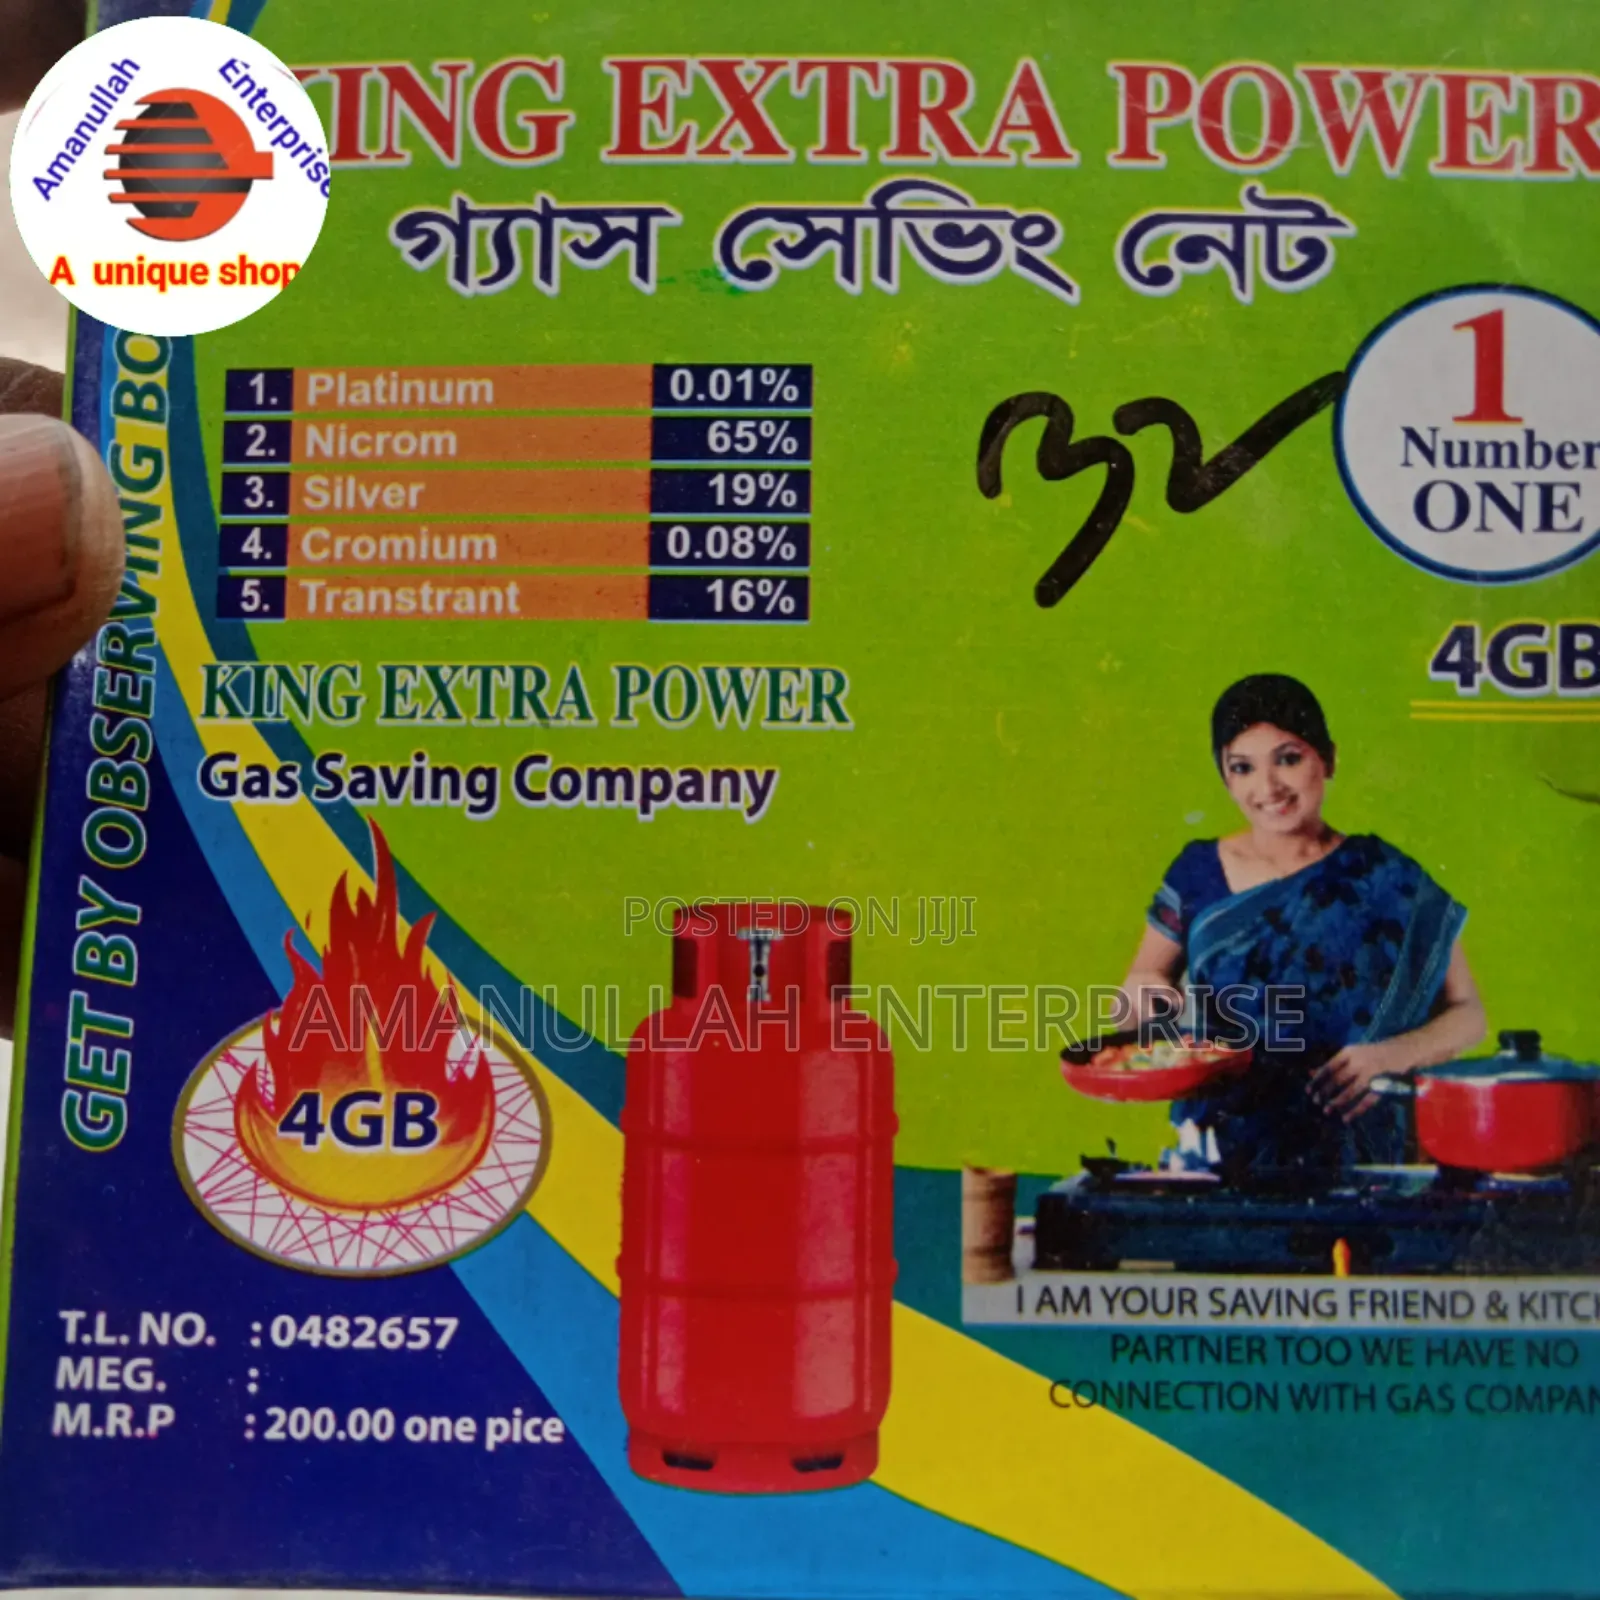 Amanullah Enterprise
A unique shop
KING EXTRA POWER
গ্যাস সেভিং নেট
1. Platinum 0.01%
2. Nicrom 65%
3. Silver 19%
4. Cromium 0.08%
5. Transtrant 16%
1
Number
ONE
4GB
KING EXTRA POWER
Gas Saving Company
GET BY OBSERVING BO
POSTED ON JIJI
AMANULLAH ENTERPRISE
4GB
I AM YOUR SAVING FRIEND & KITCH
PARTNER TOO WE HAVE NO
CONNECTION WITH GAS COMPAN
T.L. NO. : 0482657
MEG. :
M.R.P : 200.00 one pice